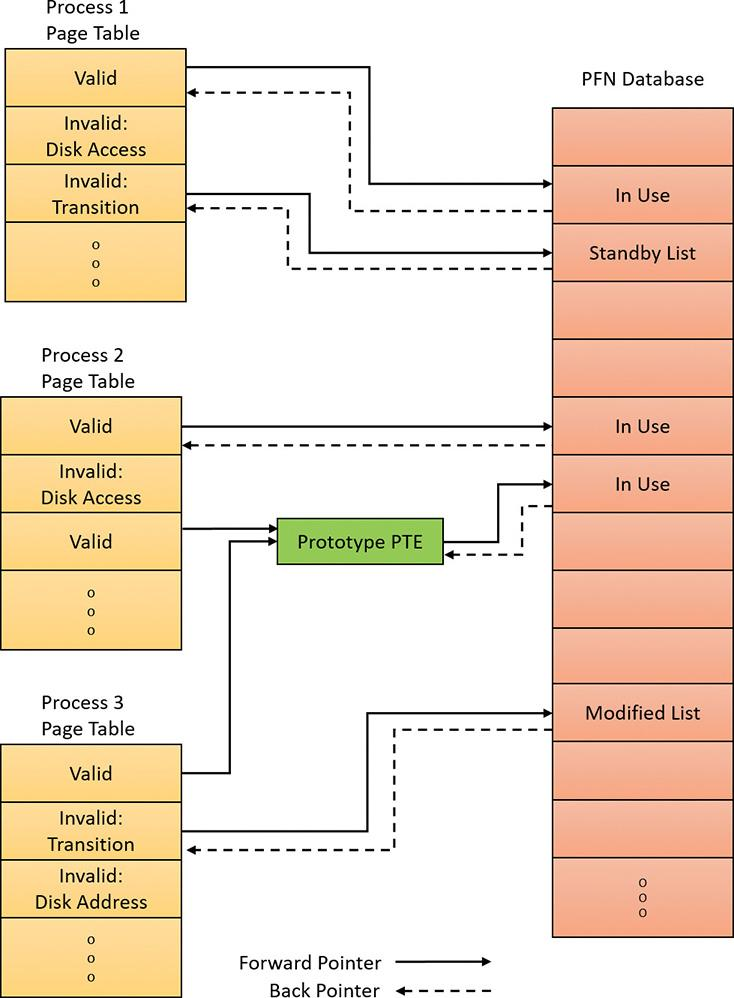 Process 1
Page Table
Valid
Invalid:
Disk Access
Invalid:
Transition
o
o
o
PFN Database
In Use
Standby List
In Use
In Use
Modified List
o
o
o
Process 2
Page Table
Valid
Invalid:
Disk Access
Valid
o
o
o
Prototype PTE
Process 3
Page Table
Valid
Invalid:
Transition
Invalid:
Disk Address
o
o
o
Forward Pointer
Back Pointer